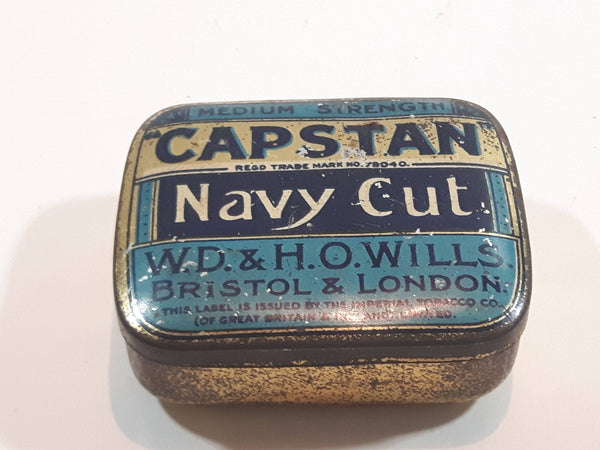 MEDIUM STRENGTH
"CAPSTAN"
REGD TRADE MARK NO. 79040.
Navy Cut
W.D. & H.O. WILLS.
BRISTOL & LONDON.
THIS LABEL IS ISSUED BY THE IMPERIAL TOBACCO CO.
(OF GREAT BRITAIN & IRELAND), LIMITED.